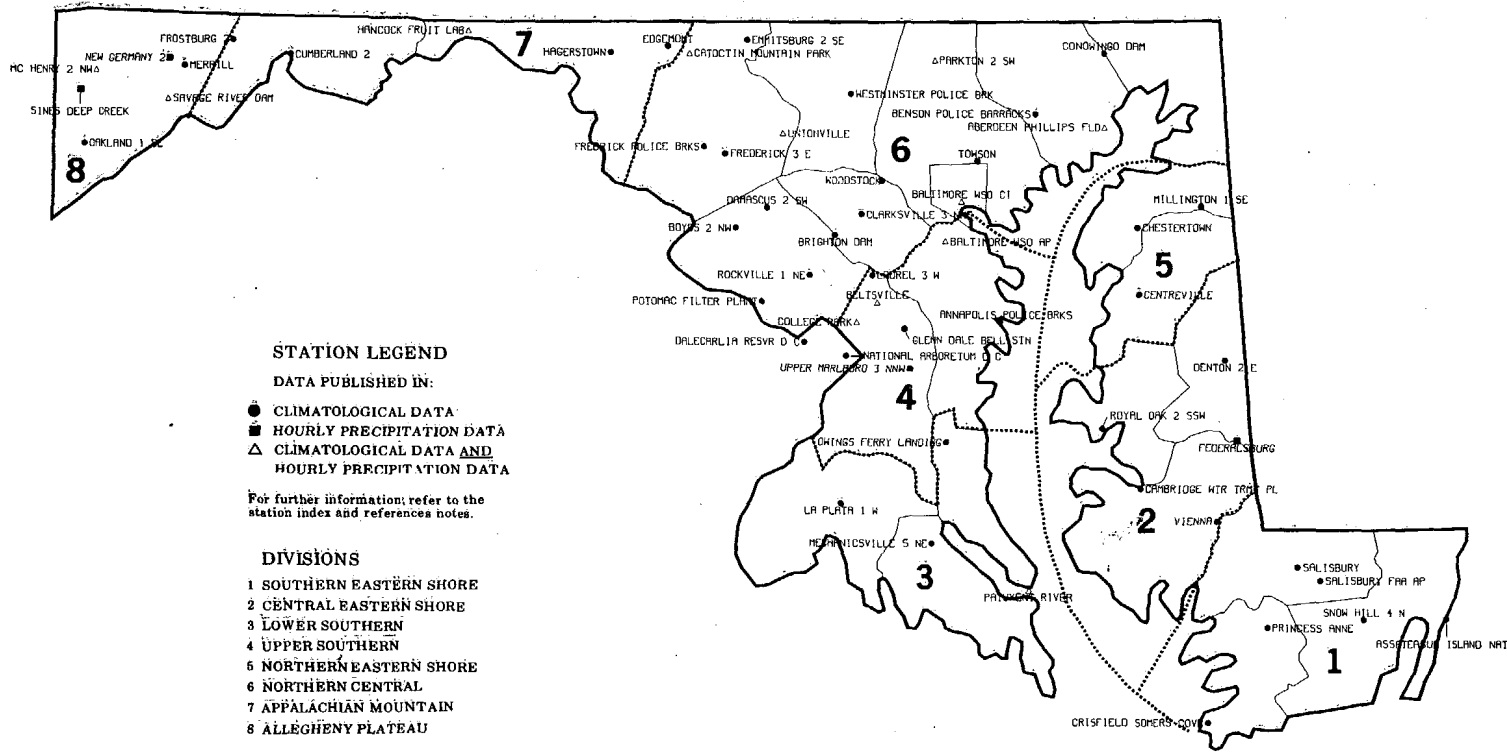 HANCOCK FRUIT LAB
7
FROSTBURG 2
EDGEMONT
EMMITSBURG 2 SE
HAGERSTOWN
CATOCTIN MOUNTAIN PARK
CONOWINGO DAM
NEW GERMANY 2
CUMBERLAND 2
MERRILL
PARKTON 2 SW
MC HENRY 2 NW
SAVAGE RIVER DAM
WESTMINSTER POLICE BRK
SINES DEEP CREEK
BENSON POLICE BARRACKS
ABERDEEN PHILLIPS FLD
OAKLAND 1 SE
UNIONVILLE
8
FREDRICK POLICE BRKS
FREDERICK 3 E
6
TOWSON
WOODSTOCK
BALTIMORE WSO CI
DAMASCUS 2 SW
CLARKSVILLE 3
MILLINGTON 1 SE
BOYDS 2 NW
BRIGHTON DAM
BALTIMORE WSO AP
CHESTERTOWN
5
ROCKVILLE 1 NE
LAUREL 3 W
BELTSVILLE
CENTREVILLE
POTOMAC FILTER PLANT
COLLEGE PARK
ANNAPOLIS POLICE BRKS
DALECARLIA RESVR D C
GLENN DALE BELL STN
NATIONAL ARBORETUM D C
UPPER MARLBORO 3 NNW
DENTON 2 E
4
ROYAL OAK 2 SSW
OWINGS FERRY LANDING
FEDERALSBURG
CAMBRIDGE WTR TRMT PL
LA PLATA 1 W
2
VIENNA
MECHANICSVILLE 5 NE
3
PATUXENT RIVER
SALISBURY
SALISBURY FAA AP
SNOW HILL 4 N
PRINCESS ANNE
ASSATEAGUE ISLAND NAT
1
CRISFIELD SOMERS COVE
STATION LEGEND
DATA PUBLISHED IN:
CLIMATOLOGICAL DATA
HOURLY PRECIPITATION DATA
CLIMATOLOGICAL DATA AND
HOURLY PRECIPITATION DATA
For further information, refer to the
station index and references notes.
DIVISIONS
1 SOUTHERN EASTERN SHORE
2 CENTRAL EASTERN SHORE
3 LOWER SOUTHERN
4 UPPER SOUTHERN
5 NORTHERN EASTERN SHORE
6 NORTHERN CENTRAL
7 APPALACHIAN MOUNTAIN
8 ALLEGHENY PLATEAU